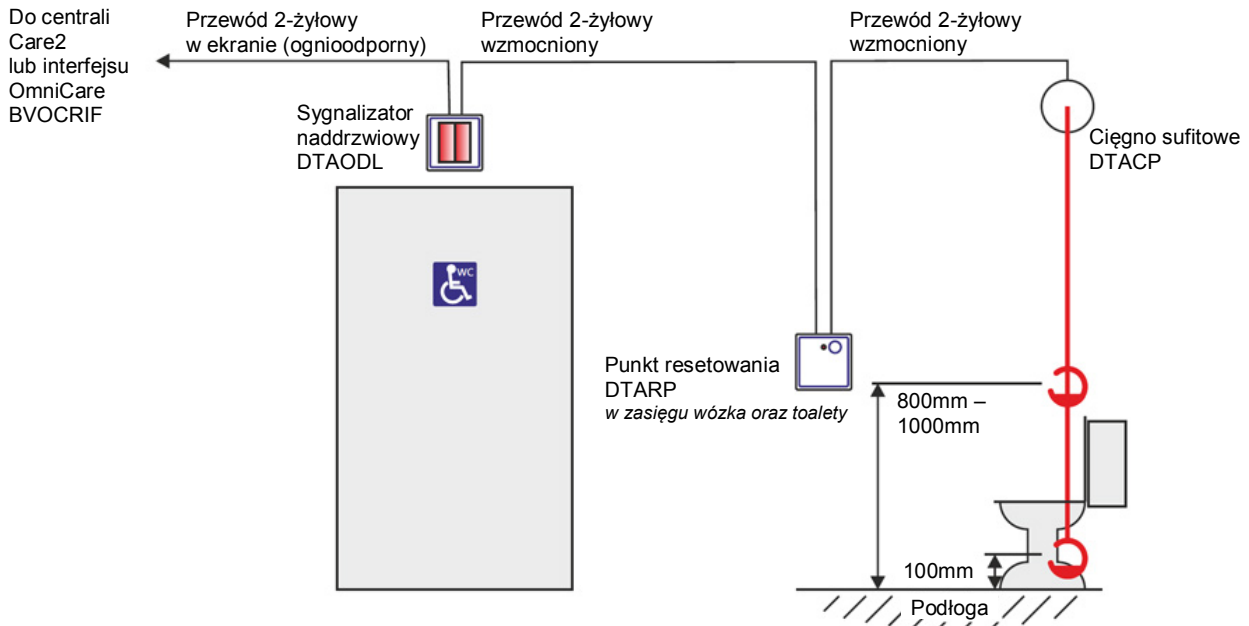 Do centrali
Care2
lub interfejsu
OmniCare
BVOCRIF
Przewód 2-żyłowy
w ekranie (ognioodporny)
Przewód 2-żyłowy
wzmocniony
Przewód 2-żyłowy
wzmocniony
Sygnalizator
naddrzwiowy
DTAODL
Cięgno sufitowe
DTACP
WC
Punkt resetowania
DTARP
w zasięgu wózka oraz toalety
800mm –
1000mm
100mm
Podłoga